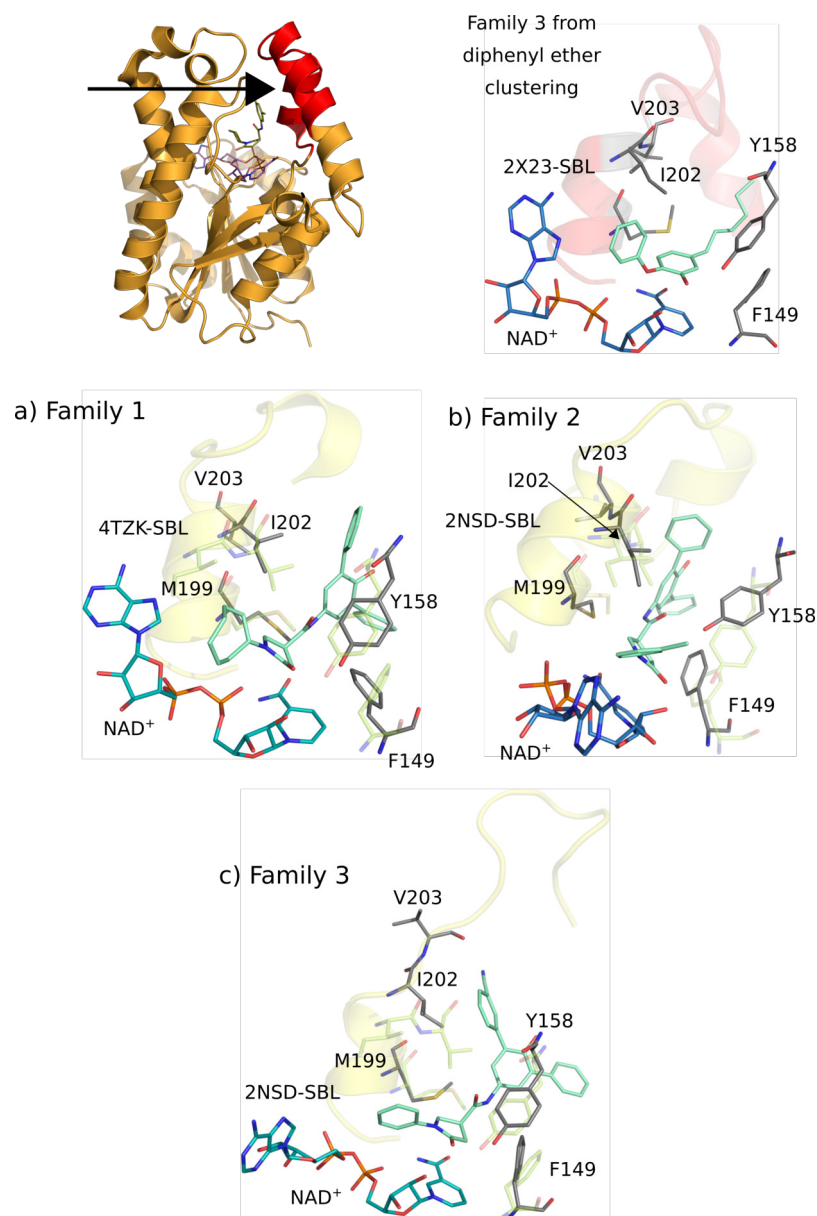 Family 3 from
diphenyl ether
clustering
V203
Y158
2X23-SBL
I202
F149
NAD+
a) Family 1
V203
I202
4TZK-SBL
M199
Y158
NAD+
F149
b) Family 2
V203
I202
2NSD-SBL
M199
Y158
F149
NAD+
c) Family 3
V203
I202
Y158
M199
2NSD-SBL
F149
NAD+